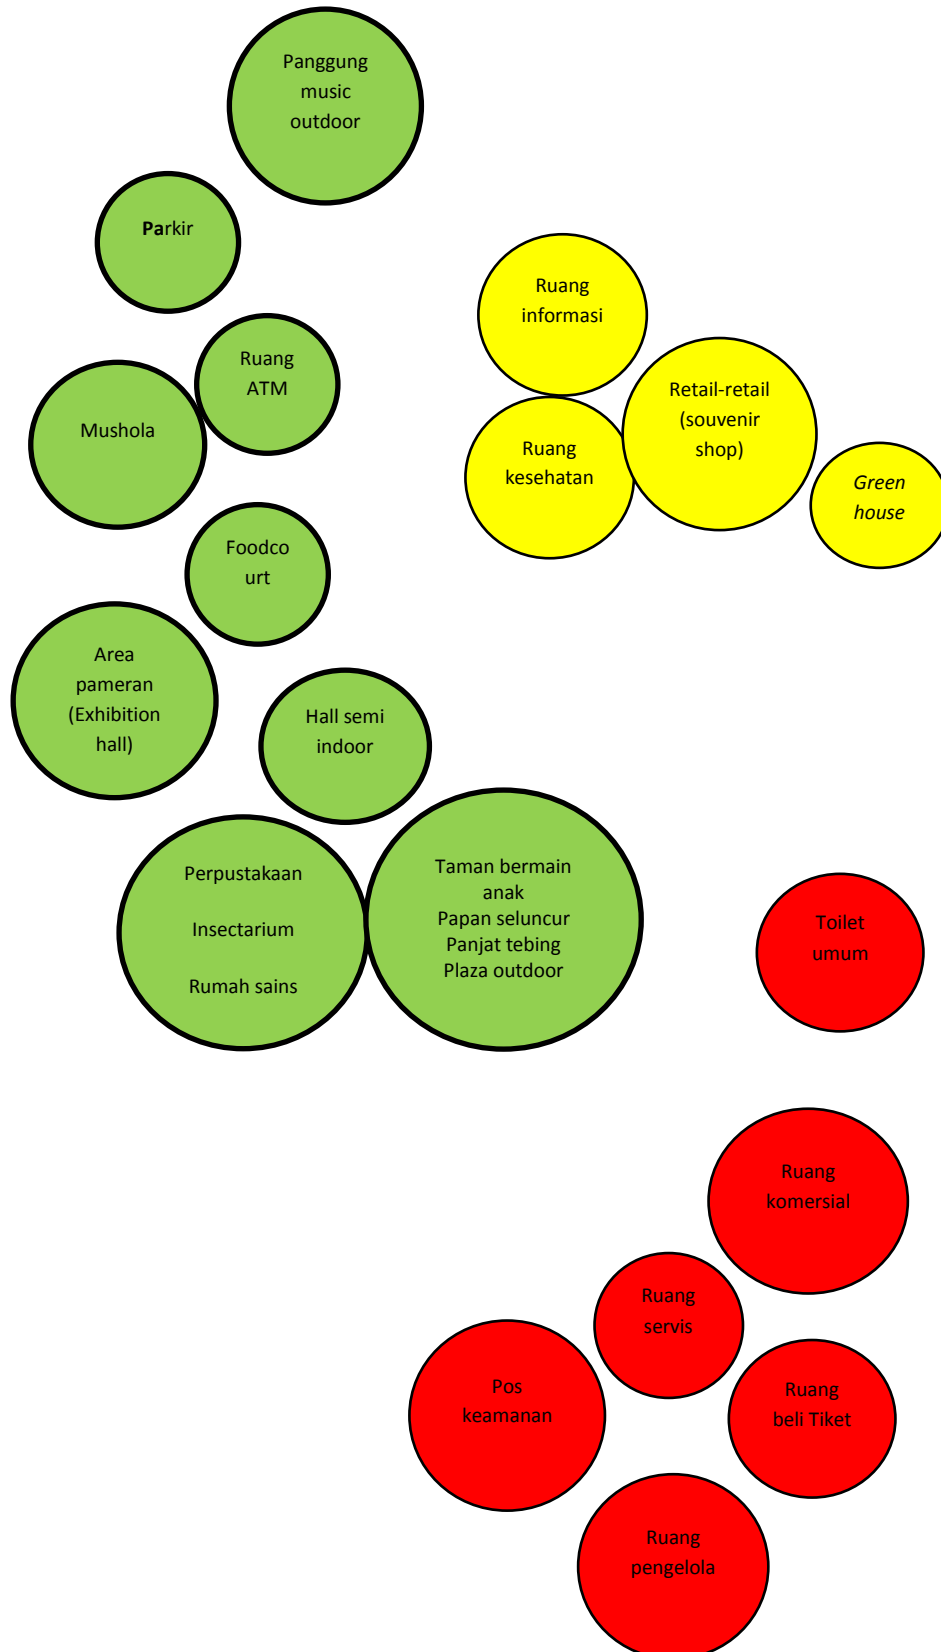 Panggung
music
outdoor
Parkir
Ruang
informasi
Ruang
ATM
Retail-retail
(souvenir
shop)
Mushola
Ruang
kesehatan
Green
house
Foodco
urt
Area
pameran
(Exhibition
hall)
Hall semi
indoor
Perpustakaan
Insectarium
Rumah sains
Taman bermain
anak
Papan seluncur
Panjat tebing
Plaza outdoor
Toilet
umum
Ruang
komersial
Ruang
servis
Pos
keamanan
Ruang
beli Tiket
Ruang
pengelola